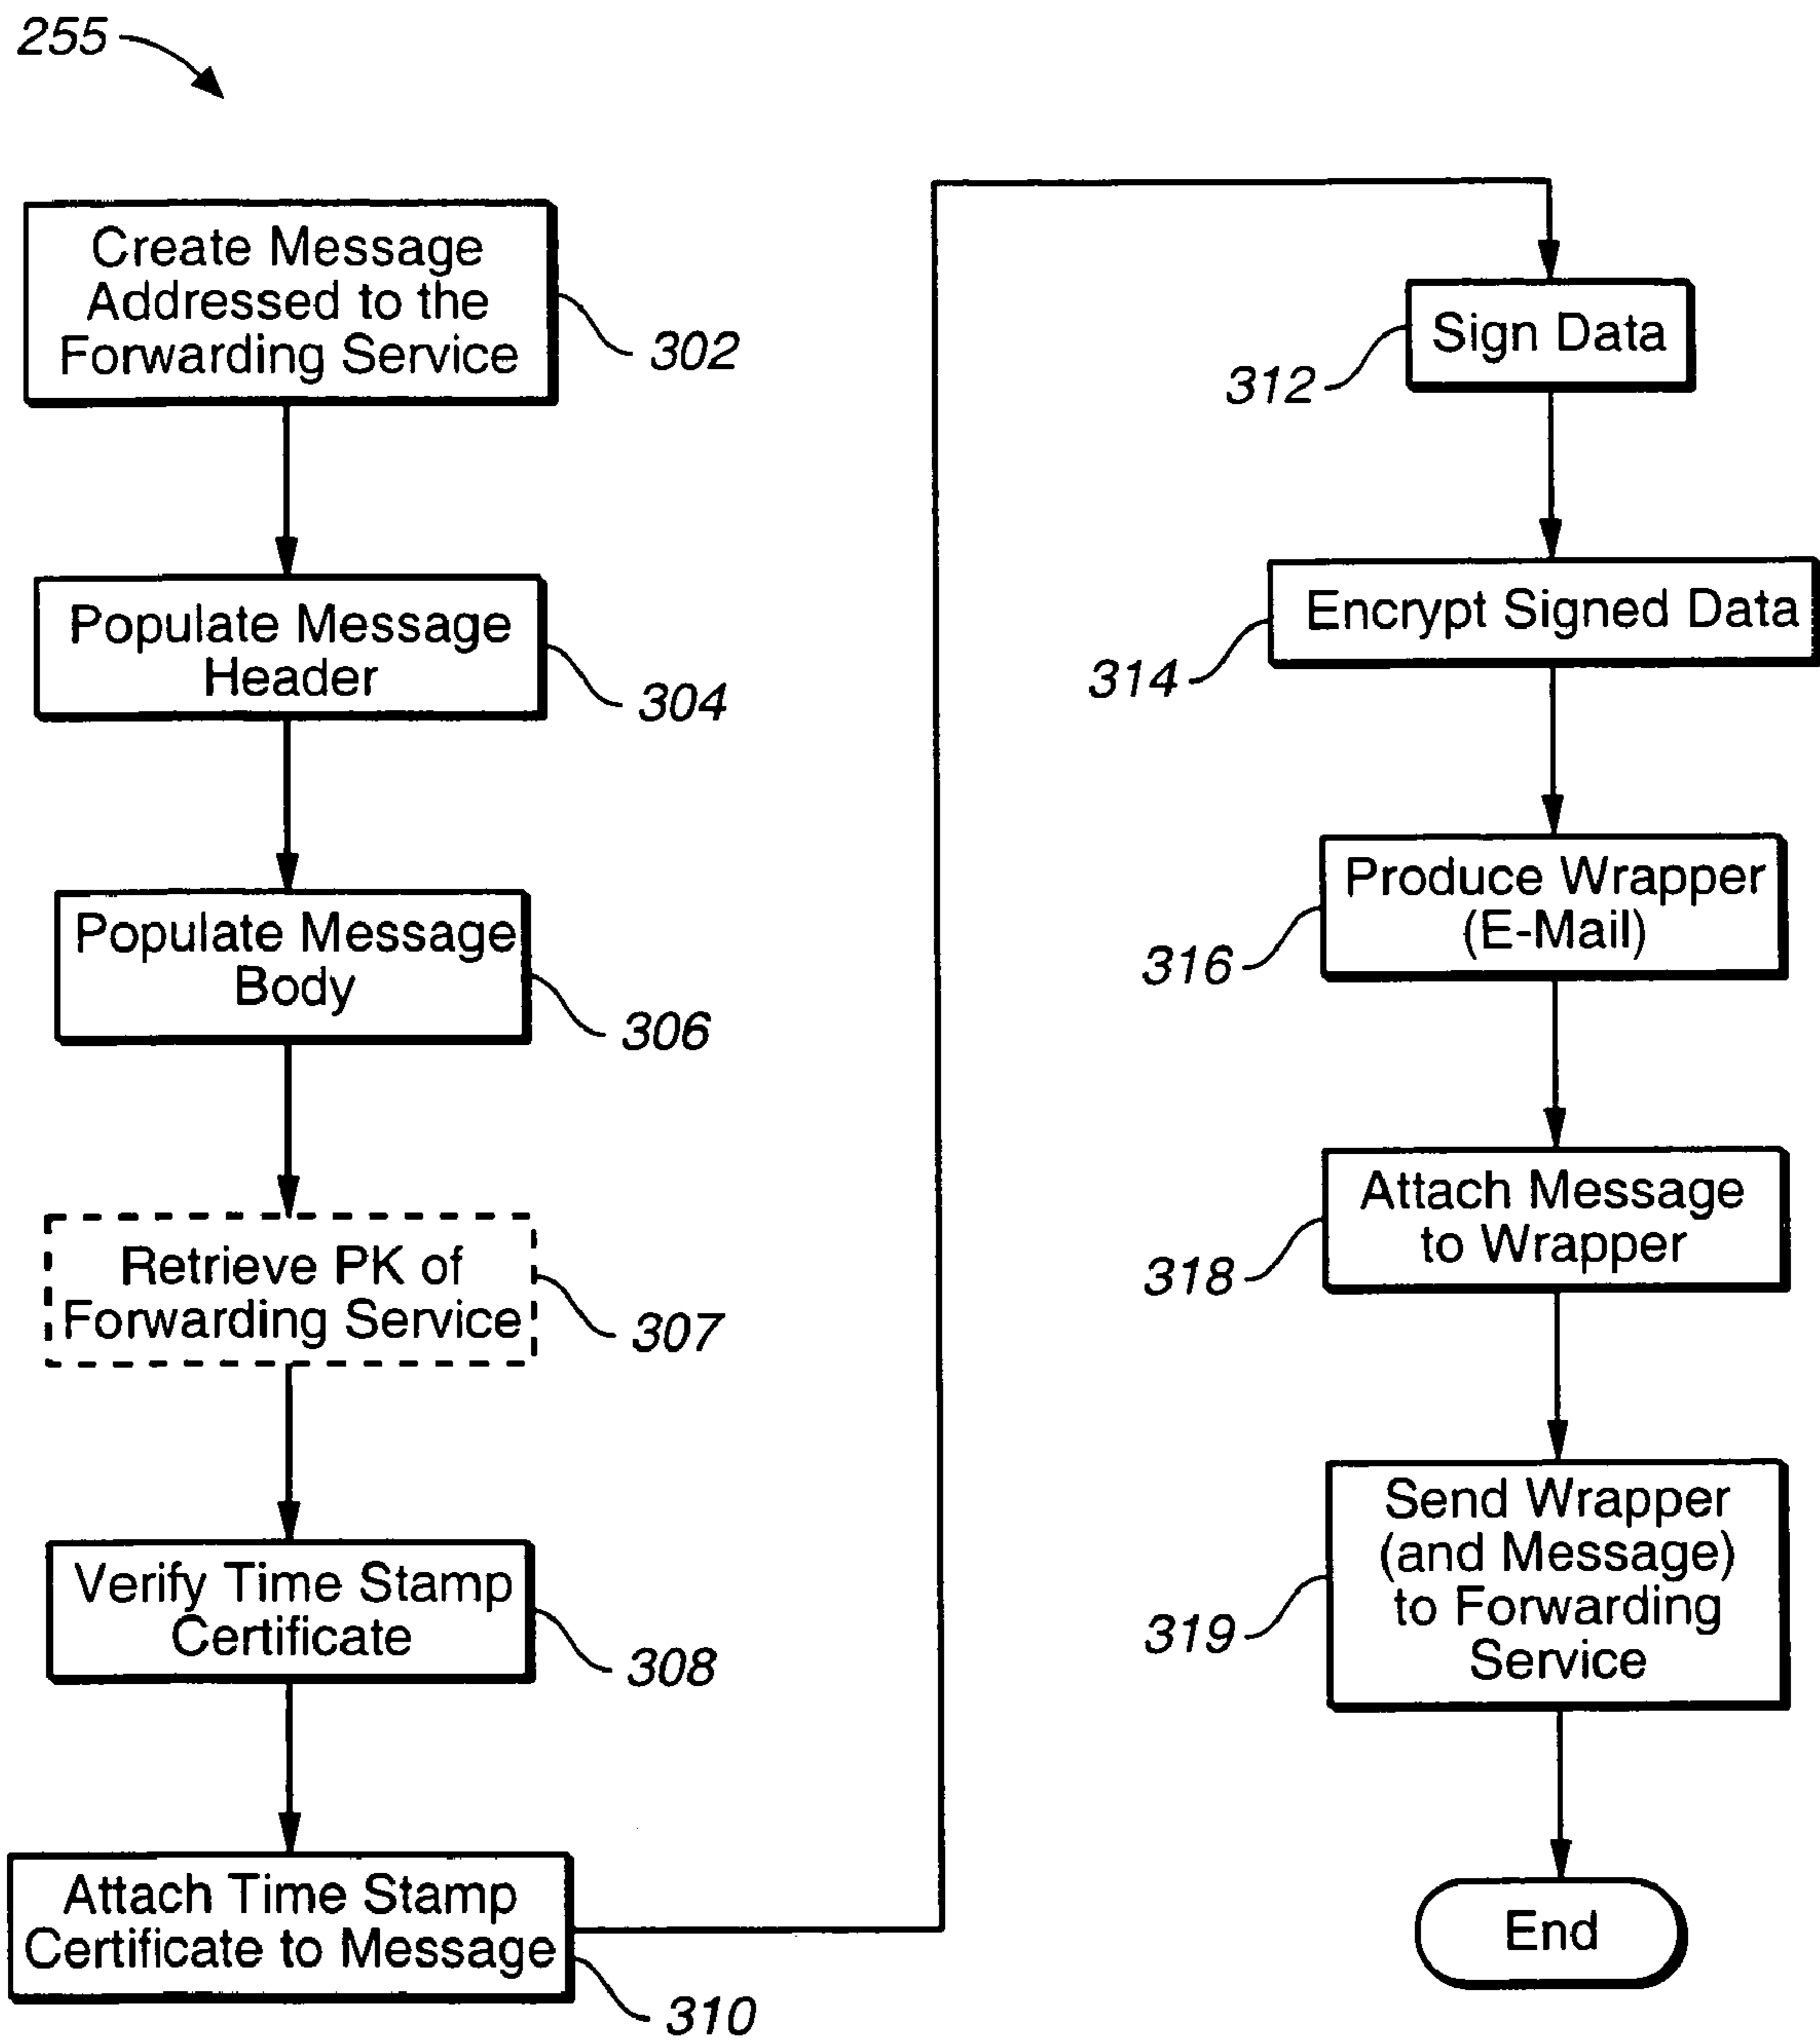 255
Create Message
Addressed to the
Forwarding Service
302
Populate Message
Header
304
Populate Message
Body
306
Retrieve PK of
Forwarding Service
307
Verify Time Stamp
Certificate
308
Attach Time Stamp
Certificate to Message
310
Sign Data
312
Encrypt Signed Data
314
Produce Wrapper
(E-Mail)
316
Attach Message
to Wrapper
318
Send Wrapper
(and Message)
to Forwarding
Service
319
End